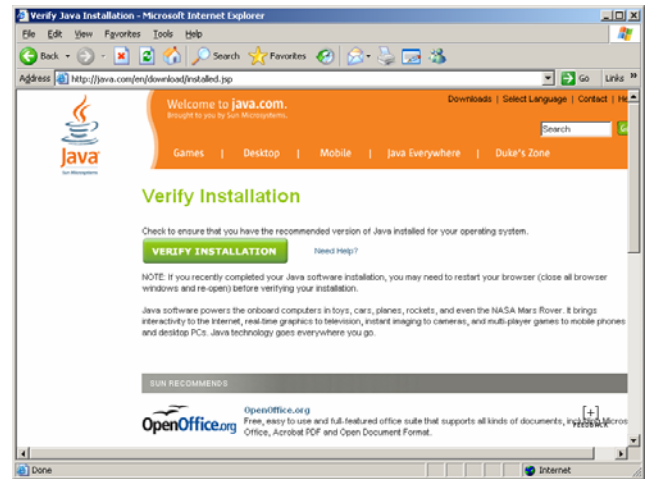 Verify Java Installation - Microsoft Internet Explorer
File Edit View Favorites Tools Help
Back Search Favorites
Address http://java.com/en/download/installed.jsp Go Links »
Welcome to java.com.
Brought to you by Sun Microsystems.
Downloads | Select Language | Contact | He
Search
Java
Sun Microsystems
Games | Desktop | Mobile | Java Everywhere | Duke's Zone
Verify Installation
Check to ensure that you have the recommended version of Java installed for your operating system.
VERIFY INSTALLATION Need Help?
NOTE: If you recently completed your Java software installation, you may need to restart your browser (close all browser
windows and re-open) before verifying your installation.
Java software powers the onboard computers in toys, cars, planes, rockets, and even the NASA Mars Rover. It brings
interactivity to the Internet, real-time graphics to television, instant imaging to cameras, and multi-player games to mobile phones
and desktop PCs. Java technology goes everywhere you go.
SUN RECOMMENDS
OpenOffice.org
OpenOffice.org
Free, easy to use and full-featured office suite that supports all kinds of documents, Micros
Office, Acrobat PDF and Open Document Format.
[+]
FEEDBACK
Done Internet